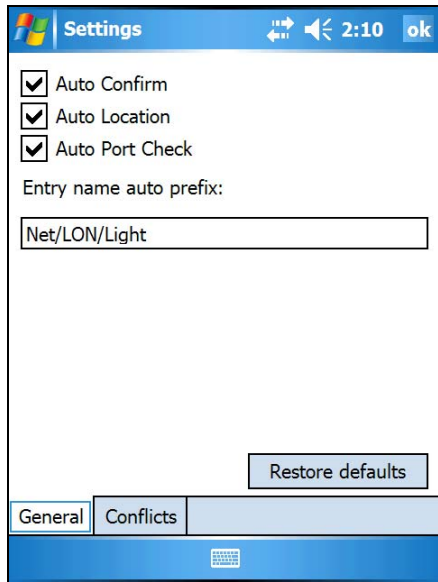 Settings 2:10 ok
Auto Confirm
Auto Location
Auto Port Check
Entry name auto prefix:
Net/LON/Light
Restore defaults
General Conflicts